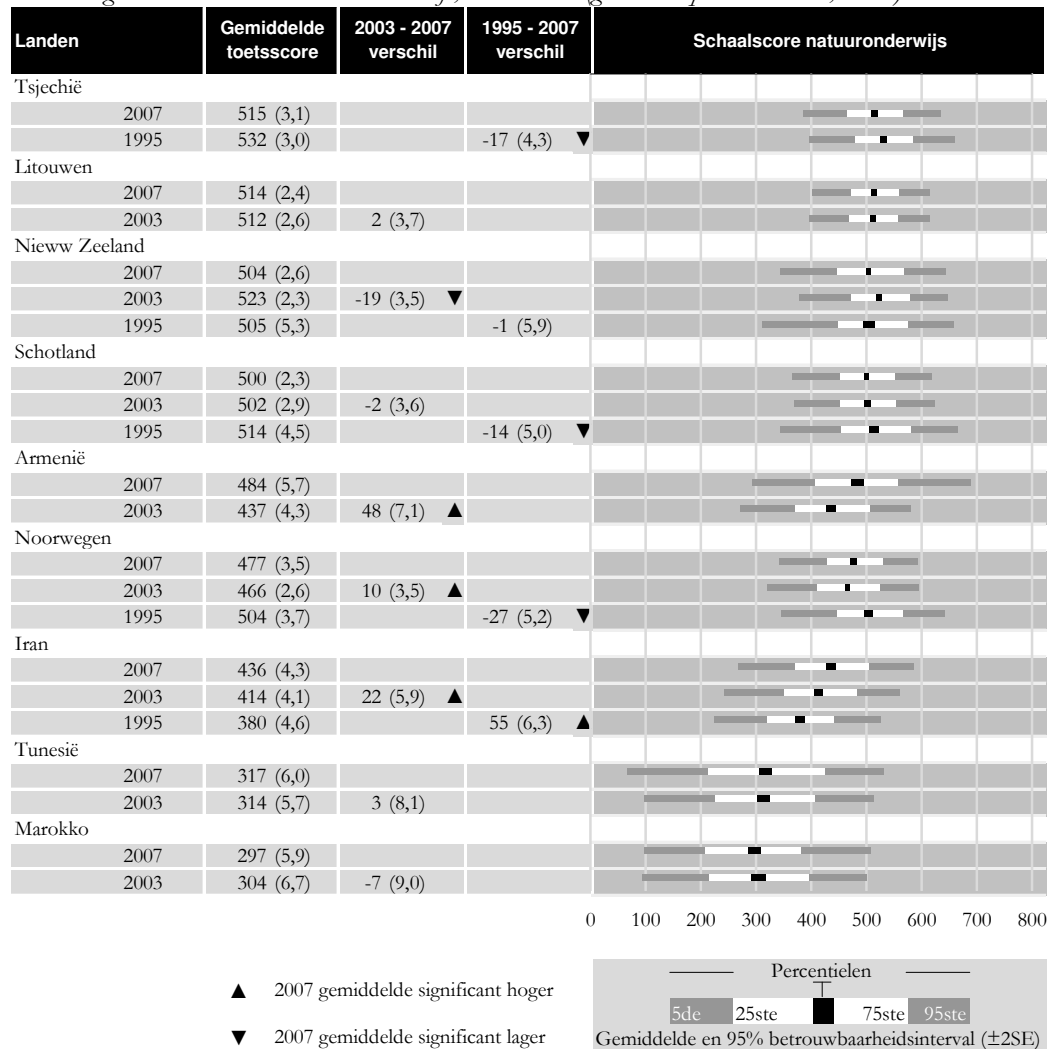 Landen Gemiddelde toetsscore 2003 - 2007 verschil 1995 - 2007 verschil Schaalscore natuuronderwijs
Tsjechië
2007 515 (3,1)
1995 532 (3,0) -17 (4,3) ▼
Litouwen
2007 514 (2,4)
2003 512 (2,6) 2 (3,7)
Nieww Zeeland
2007 504 (2,6)
2003 523 (2,3) -19 (3,5) ▼
1995 505 (5,3) -1 (5,9)
Schotland
2007 500 (2,3)
2003 502 (2,9) -2 (3,6)
1995 514 (4,5) -14 (5,0) ▼
Armenië
2007 484 (5,7)
2003 437 (4,3) 48 (7,1) ▲
Noorwegen
2007 477 (3,5)
2003 466 (2,6) 10 (3,5) ▲
1995 504 (3,7) -27 (5,2) ▼
Iran
2007 436 (4,3)
2003 414 (4,1) 22 (5,9) ▲
1995 380 (4,6) 55 (6,3) ▲
Tunesië
2007 317 (6,0)
2003 314 (5,7) 3 (8,1)
Marokko
2007 297 (5,9)
2003 304 (6,7) -7 (9,0)
0 100 200 300 400 500 600 700 800
▲ 2007 gemiddelde significant hoger
▼ 2007 gemiddelde significant lager
Percentielen
5de 25ste 75ste 95ste
Gemiddelde en 95% betrouwbaarheidsinterval (±2SE)